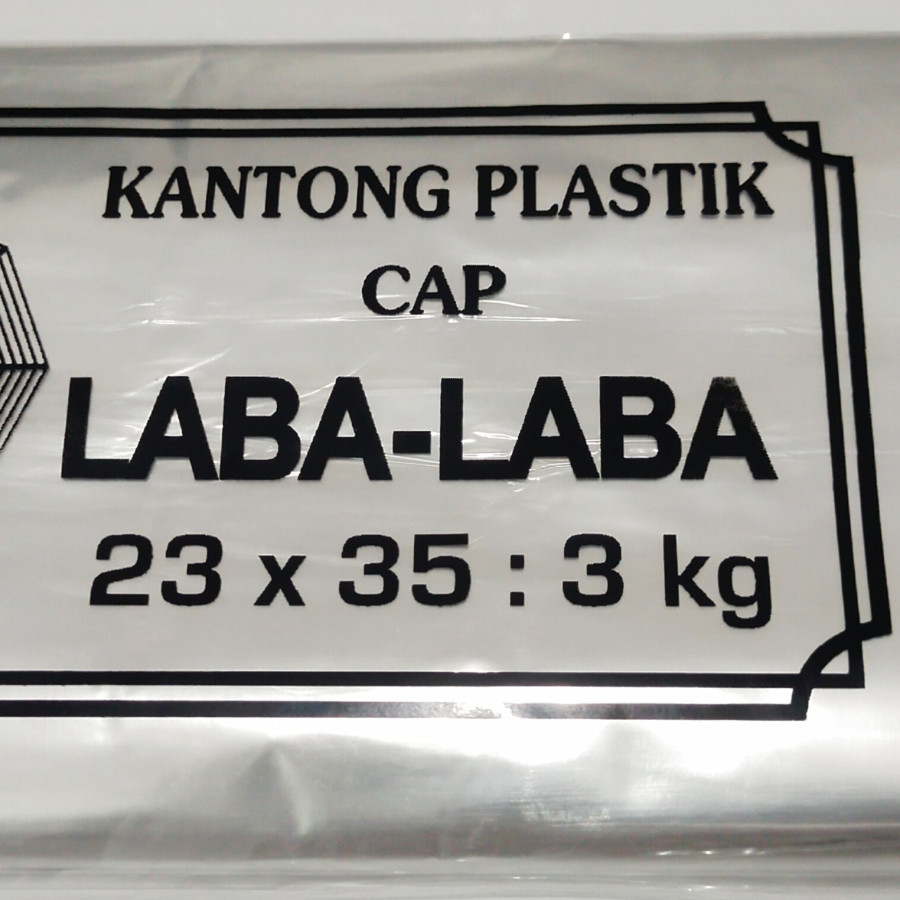 KANTONG PLASTIK
CAP
LABA-LABA
23 x 35 : 3 kg